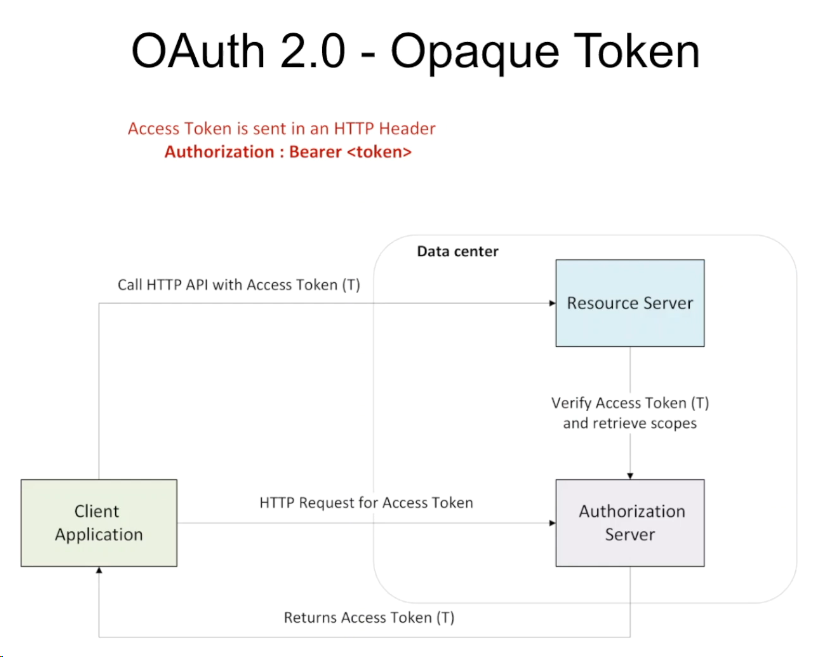 OAuth 2.0 - Opaque Token
Access Token is sent in an HTTP Header
Authorization : Bearer <token>
Data center
Call HTTP API with Access Token (T)
Resource Server
Verify Access Token (T)
and retrieve scopes
Client
Application
HTTP Request for Access Token
Authorization
Server
Returns Access Token (T)